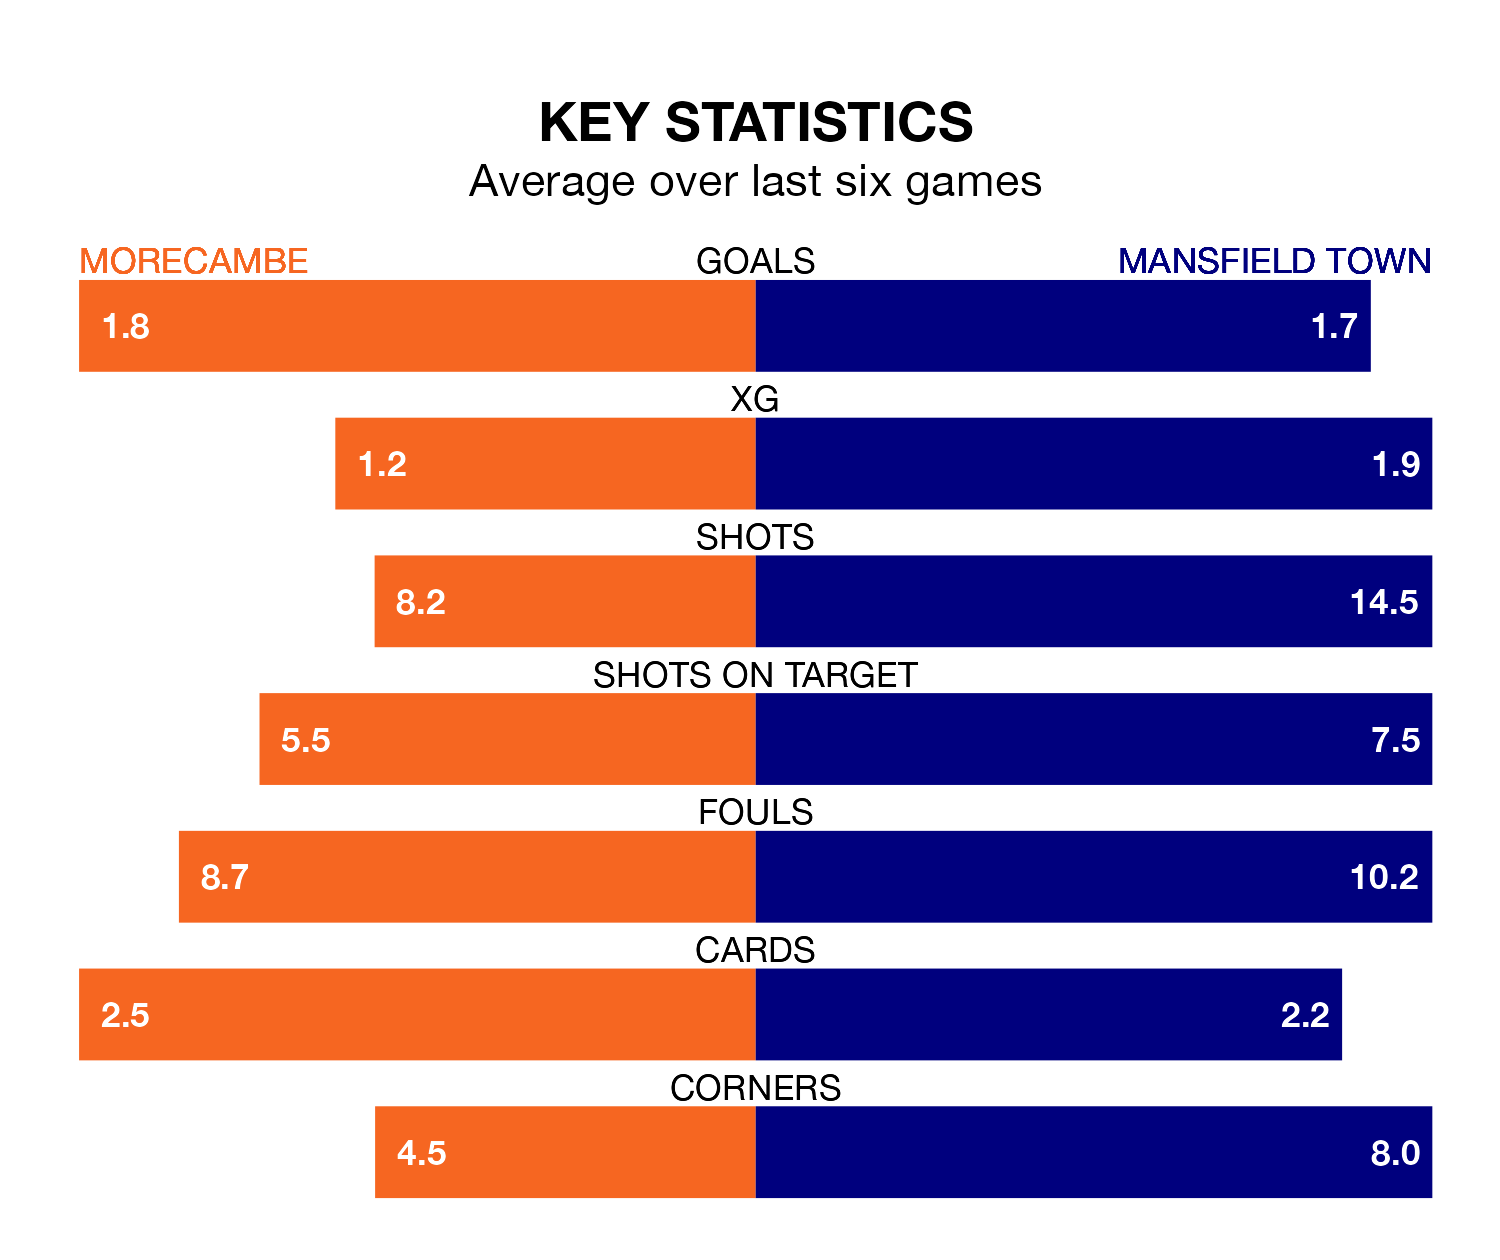 KEY STATISTICS
Average over last six games
MORECAMBE GOALS MANSFIELD TOWN
1.8 1.7
XG
1.2 1.9
SHOTS
8.2 14.5
SHOTS ON TARGET
5.5 7.5
FOULS
8.7 10.2
CARDS
2.5 2.2
CORNERS
4.5 8.0